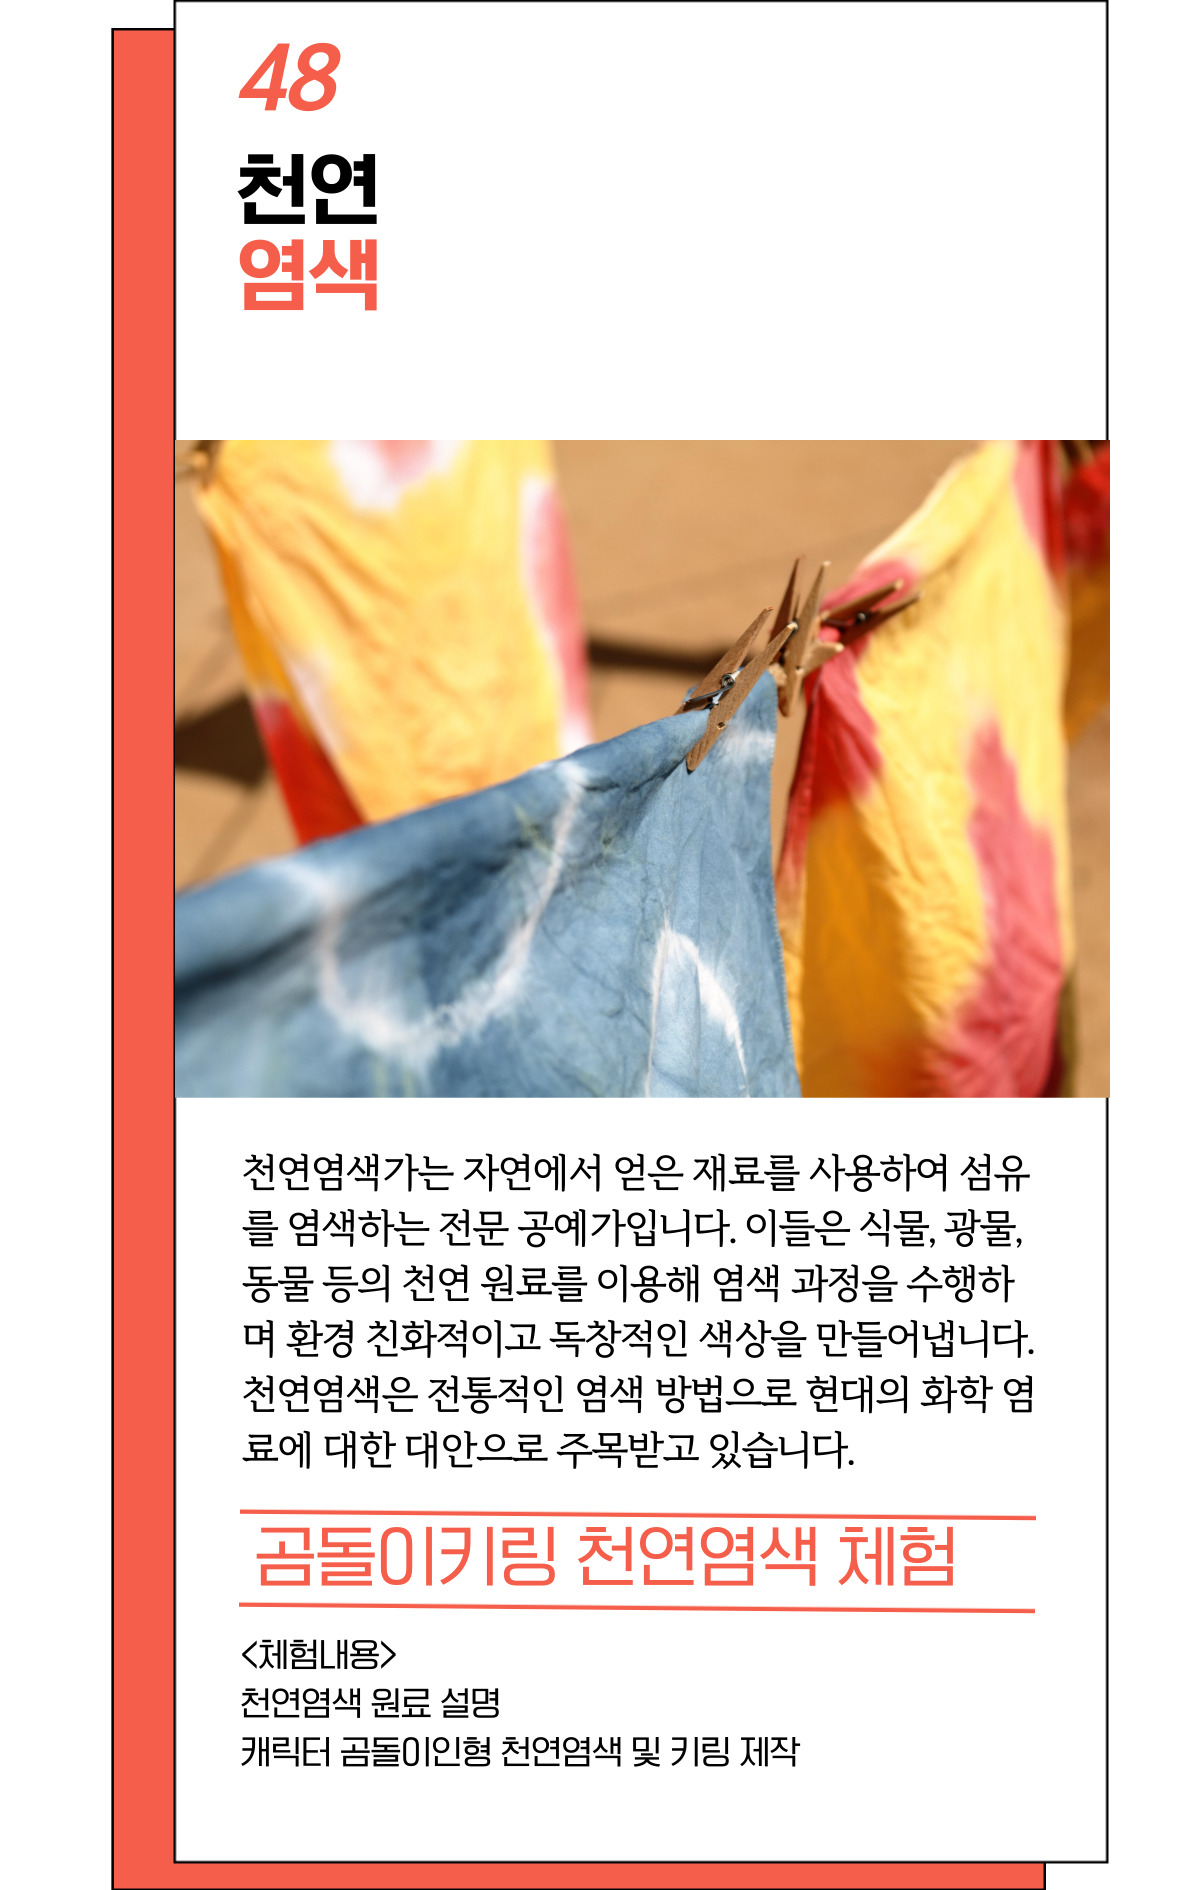 48
천연
염색
천연염색가는 자연에서 얻은 재료를 사용하여 섬유
를 염색하는 전문 공예가입니다. 이들은 식물, 광물,
동물 등의 천연 원료를 이용해 염색 과정을 수행하
며 환경 친화적이고 독창적인 색상을 만들어냅니다.
천연염색은 전통적인 염색 방법으로 현대의 화학 염
료에 대한 대안으로 주목받고 있습니다.
곰돌이키링 천연염색 체험
<체험내용>
천연염색 원료 설명
캐릭터 곰돌이인형 천연염색 및 키링 제작